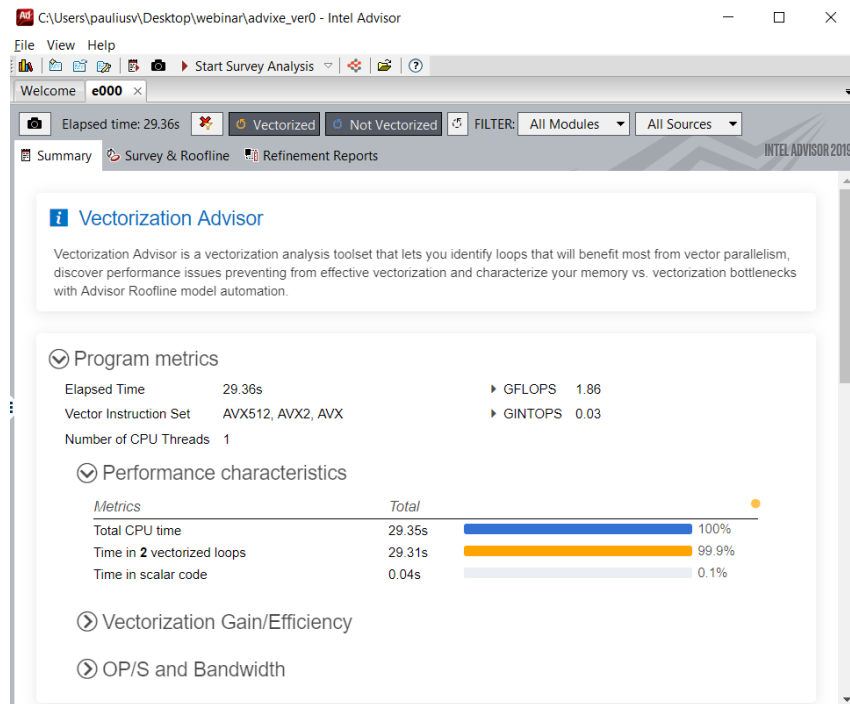 C:\Users\pauliusv\Desktop\webinar\advixe_ver0 - Intel Advisor
File View Help
Start Survey Analysis
Welcome e000
Elapsed time: 29.36s Vectorized Not Vectorized FILTER: All Modules All Sources
Summary Survey & Roofline Refinement Reports INTEL ADVISOR 2019
i Vectorization Advisor
Vectorization Advisor is a vectorization analysis toolset that lets you identify loops that will benefit most from vector parallelism,
discover performance issues preventing from effective vectorization and characterize your memory vs. vectorization bottlenecks
with Advisor Roofline model automation.
Program metrics
Elapsed Time 29.36s GFLOPS 1.86
Vector Instruction Set AVX512, AVX2, AVX GINTOPS 0.03
Number of CPU Threads 1
Performance characteristics
Metrics Total
Total CPU time 29.35s 100%
Time in 2 vectorized loops 29.31s 99.9%
Time in scalar code 0.04s 0.1%
Vectorization Gain/Efficiency
OP/S and Bandwidth